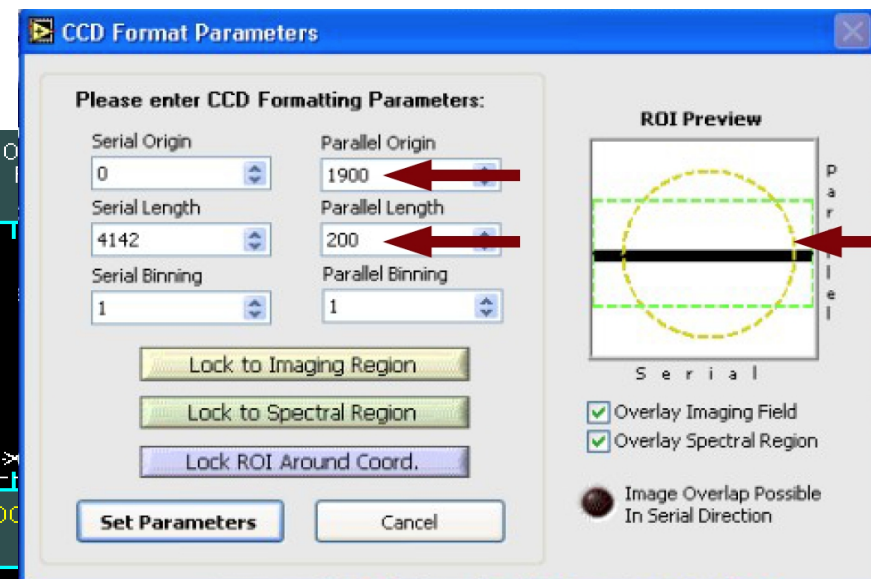 CCD Format Parameters
Please enter CCD Formatting Parameters:
Serial Origin
0
Parallel Origin
1900
Serial Length
4142
Parallel Length
200
Serial Binning
1
Parallel Binning
1
Lock to Imaging Region
Lock to Spectral Region
Lock ROI Around Coord.
Set Parameters
Cancel
ROI Preview
Parallel
Serial
Overlay Imaging Field
Overlay Spectral Region
Image Overlap Possible
In Serial Direction